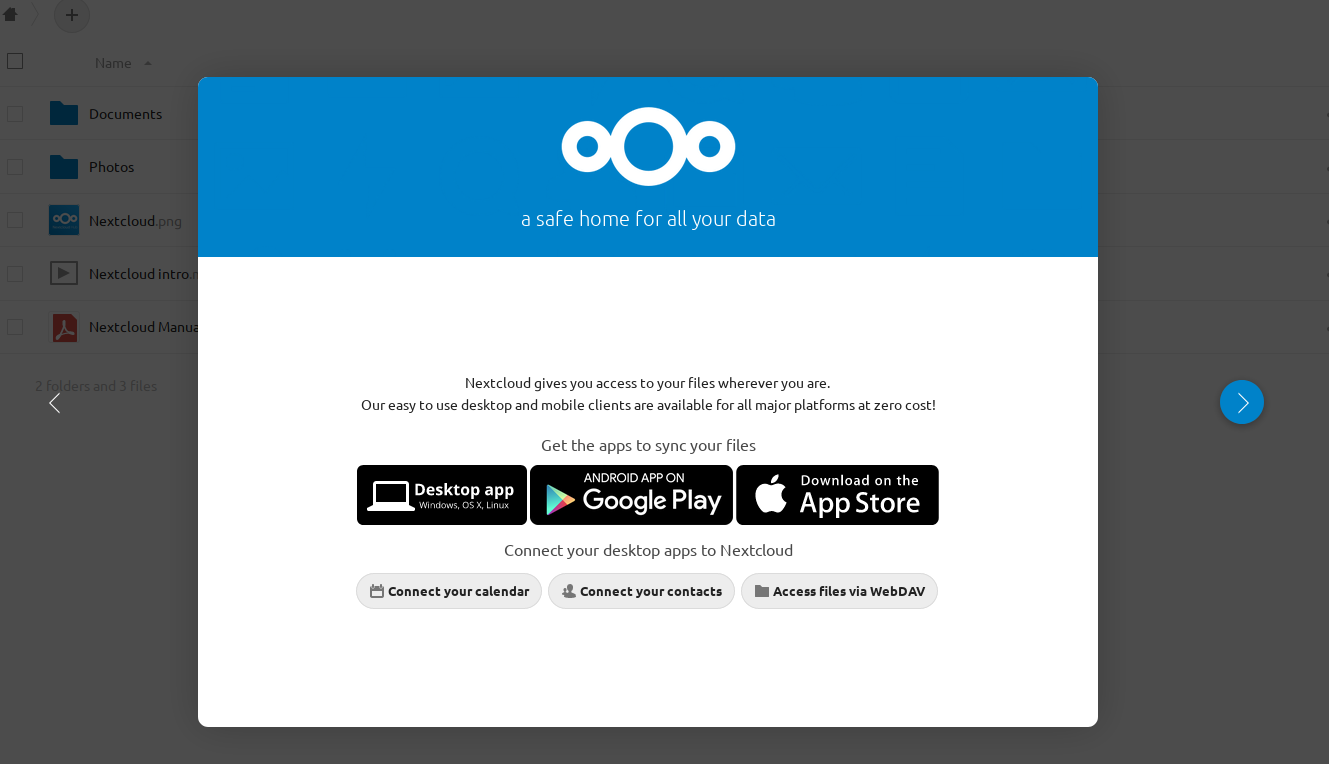 Name
Documents
Photos
Nextcloud.png
Nextcloud intro
Nextcloud
2 folders and 3 files
a safe home for all your data
Nextcloud gives you access to your files wherever you are.
Our easy to use desktop and mobile clients are available for all major platforms at zero cost!
Get the apps to sync your files
Desktop app
Windows, OS X, Linux
ANDROID APP ON
Google Play
Download on the
App Store
Connect your desktop apps to Nextcloud
Connect your calendar
Connect your contacts
Access files via WebDAV